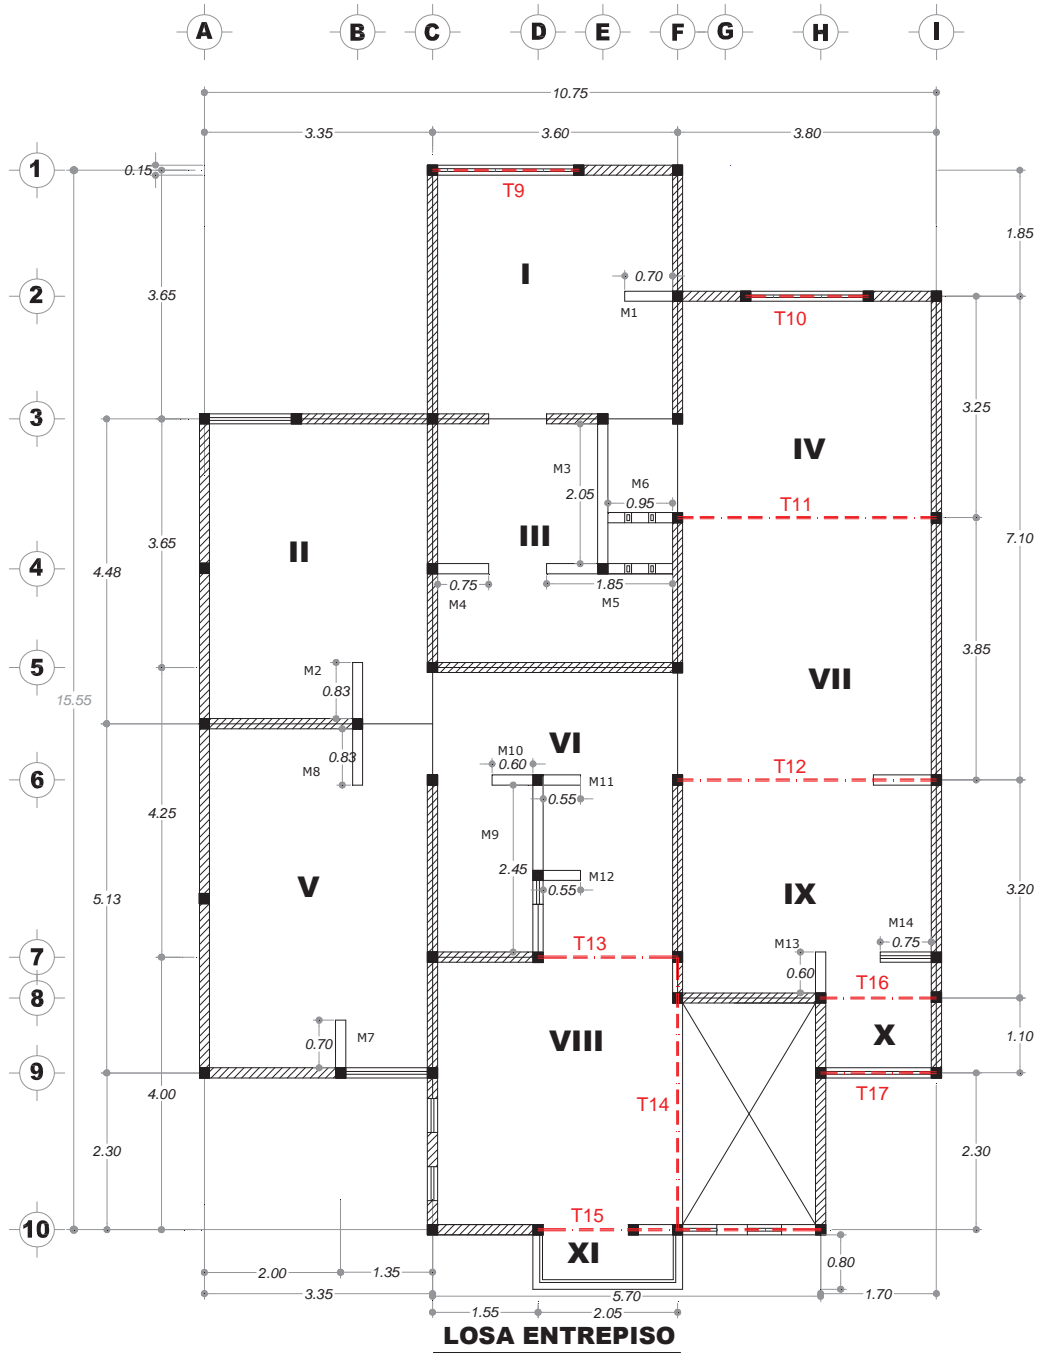 A B C D E F G H I
10.75
3.35 3.60 3.80
1
0.15
T9
1.85
I
0.70
3.65
2
M1
T10
3
3.25
IV
M3
M6
2.05
0.95
T11
II
III
3.65
7.10
4
4.48
0.75
1.85
M4
M5
3.85
5
M2
0.83
VII
15.55
VI
M10
0.83
0.60
M8
M11
T12
6
0.55
4.25
M9
2.45
M12
0.55
V
IX
5.13
3.20
M14
0.75
T13
M13
7
0.60
T16
8
X
VIII
M7
0.70
1.10
9
4.00
T14
T17
2.30
2.30
T15
10
XI
0.80
2.00 1.35
3.35
5.70
1.70
1.55 2.05
LOSA ENTREPISO